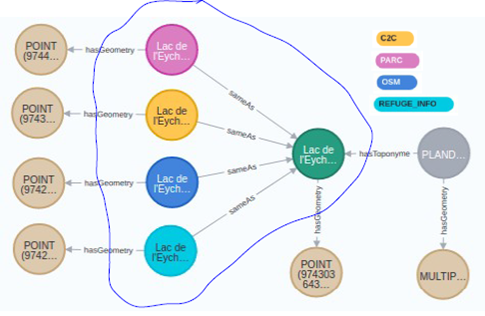 C2C
PARC
OSM
REFUGE_INFO
POINT
(9744...
hasGeometry
Lac de
l'Eych...
sameAs
POINT
(9743...
hasGeometry
Lac de
l'Eych...
sameAs
POINT
(9742...
hasGeometry
Lac de
l'Eych...
sameAs
POINT
(9742...
hasGeometry
Lac de
l'Eych...
sameAs
Lac de
l'Eych...
hasToponyme
PLAND...
hasGeometry
POINT
(974303
643...
hasGeometry
MULTIP...